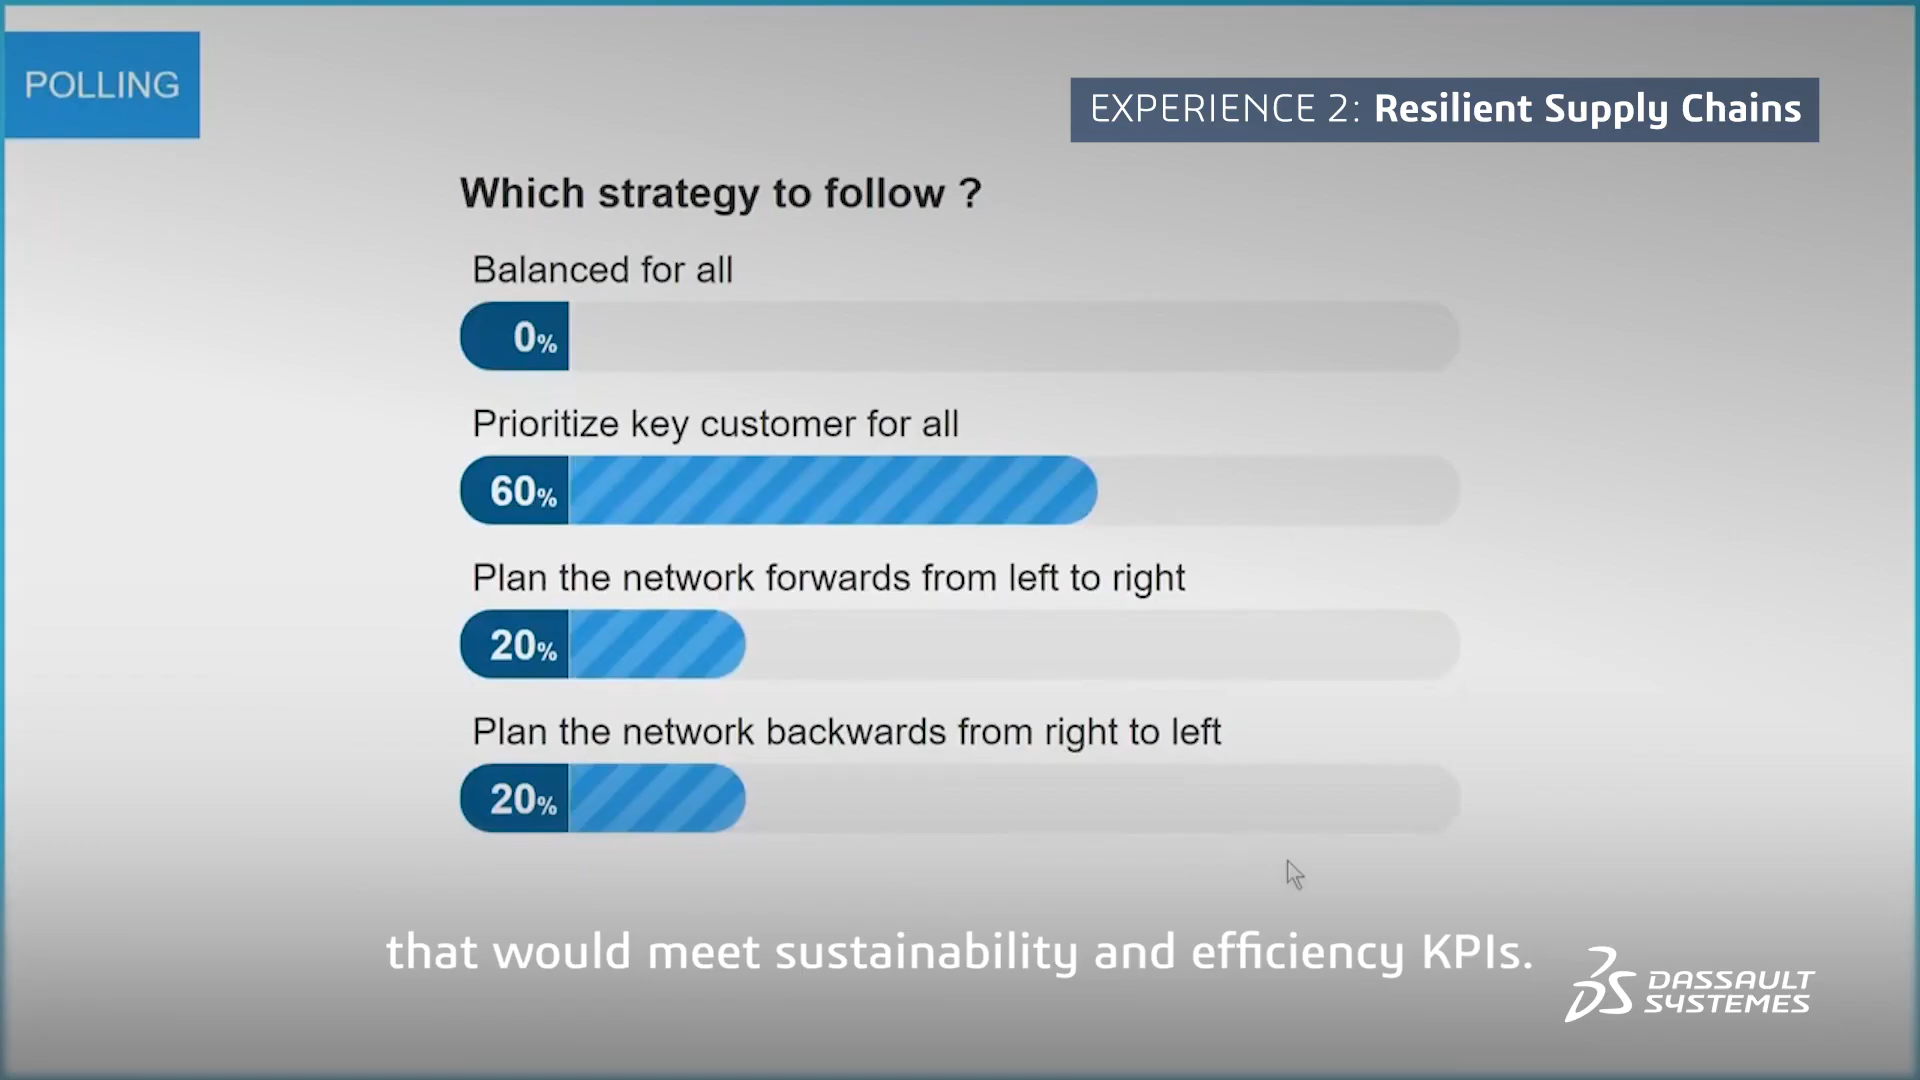 POLLING
EXPERIENCE 2: Resilient Supply Chains
Which strategy to follow ?
Balanced for all
0%
Prioritize key customer for all
60%
Plan the network forwards from left to right
20%
Plan the network backwards from right to left
20%
that would meet sustainability and efficiency KPIs.
3DS DASSAULT
SYSTEMES